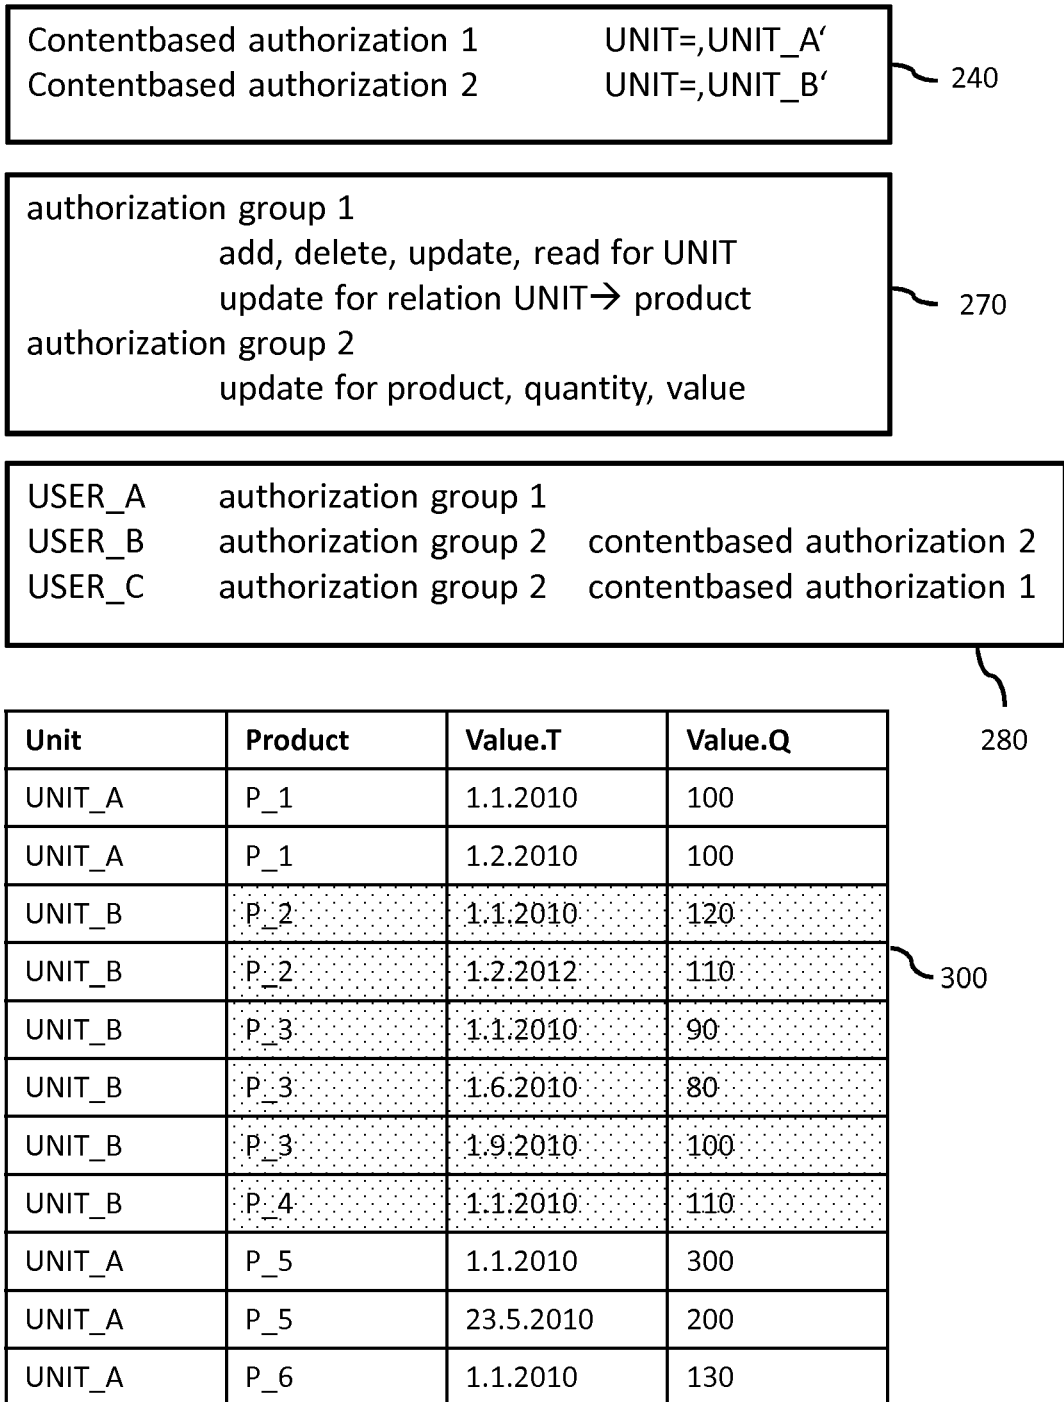 Contentbased authorization 1 UNIT=‚UNIT_A‘
Contentbased authorization 2 UNIT=‚UNIT_B‘
240
authorization group 1
add, delete, update, read for UNIT
update for relation UNIT→ product
270
authorization group 2
update for product, quantity, value
USER_A authorization group 1
USER_B authorization group 2 contentbased authorization 2
USER_C authorization group 2 contentbased authorization 1
280
Unit Product Value.T Value.Q
UNIT_A P_1 1.1.2010 100
UNIT_A P_1 1.2.2010 100
UNIT_B P_2 1.1.2010 120
UNIT_B P_2 1.2.2012 110
300
UNIT_B P_3 1.1.2010 90
UNIT_B P_3 1.6.2010 80
UNIT_B P_3 1.9.2010 100
UNIT_B P_4 1.1.2010 110
UNIT_A P_5 1.1.2010 300
UNIT_A P_5 23.5.2010 200
UNIT_A P_6 1.1.2010 130